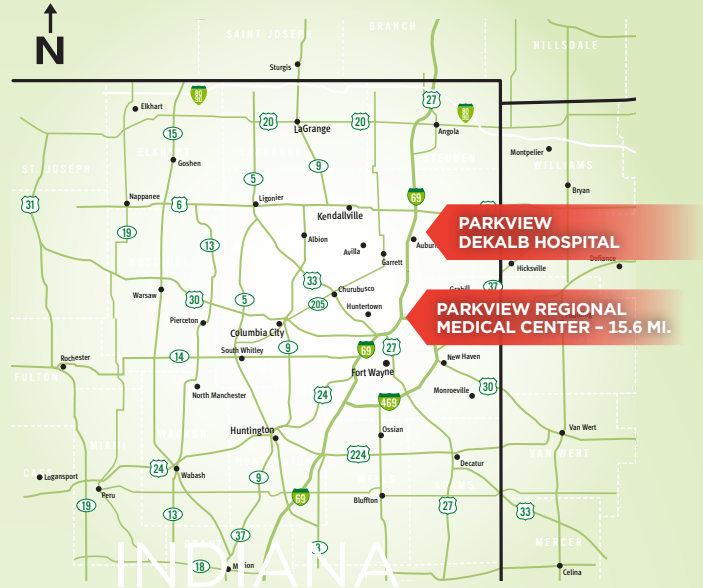 N
SAINT JOSEPH
BRANCH
HILLSDALE
Sturgis
80
90
27
80
90
Elkhart
20
LaGrange
20
Angola
15
ELKHART
Goshen
9
STEUBEN
Montpelier
ST. JOSEPH
WILLIAMS
5
Bryan
31
Nappanee
6
Ligonier
69
Kendallville
19
13
Albion
Avilla
Garrett
PARKVIEW
DEKALB HOSPITAL
Hicksville
Defiance
33
Churubusco
37
Warsaw
30
5
205
Huntertown
PARKVIEW REGIONAL
MEDICAL CENTER – 15.6 MI.
Pierceton
Columbia City
9
69
27
14
South Whitley
Rochester
New Haven
FULTON
Fort Wayne
North Manchester
24
469
Monroeville
30
Huntington
Ossian
Van Wert
MIAMI
WABASH
224
VAN WERT
24
Wabash
Decatur
CASS
Logansport
9
ADAMS
Peru
69
Bluffton
19
13
27
33
37
3
MERCER
INDIANA
18
Celina